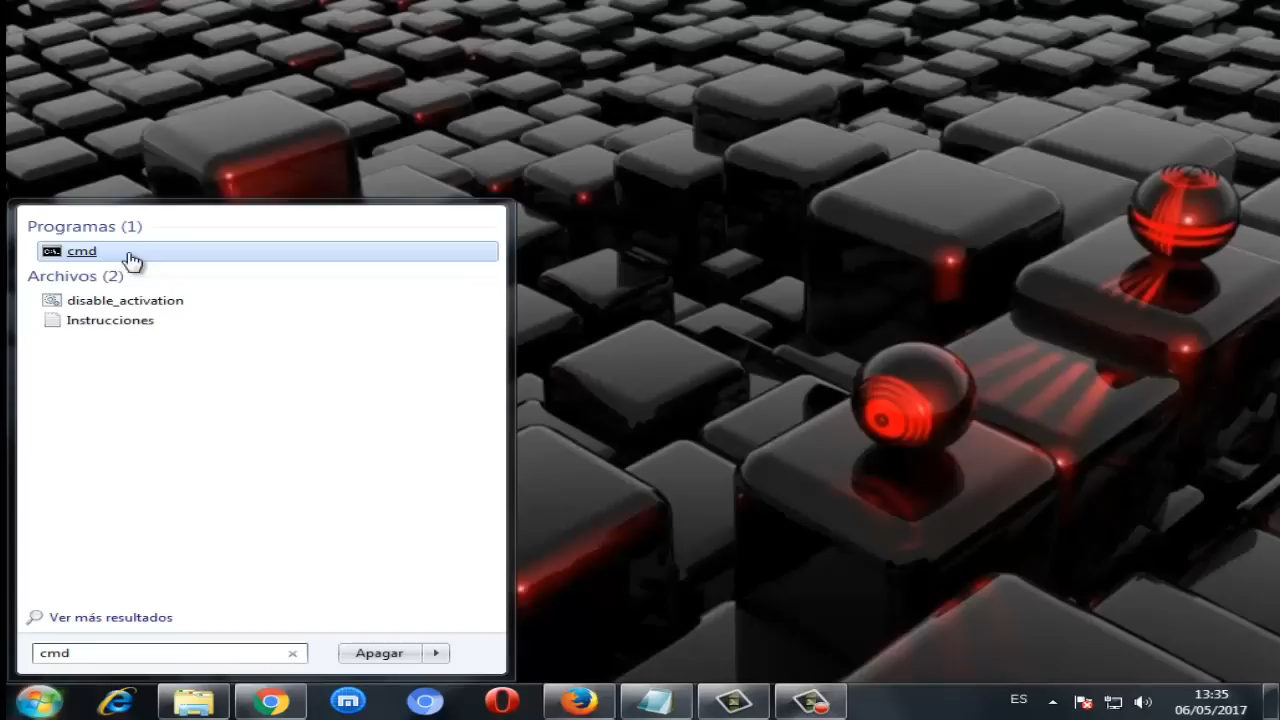 Programas (1)
cmd
Archivos (2)
disable_activation
Instrucciones
Ver más resultados
cmd
Apagar
ES
13:35
06/05/2017